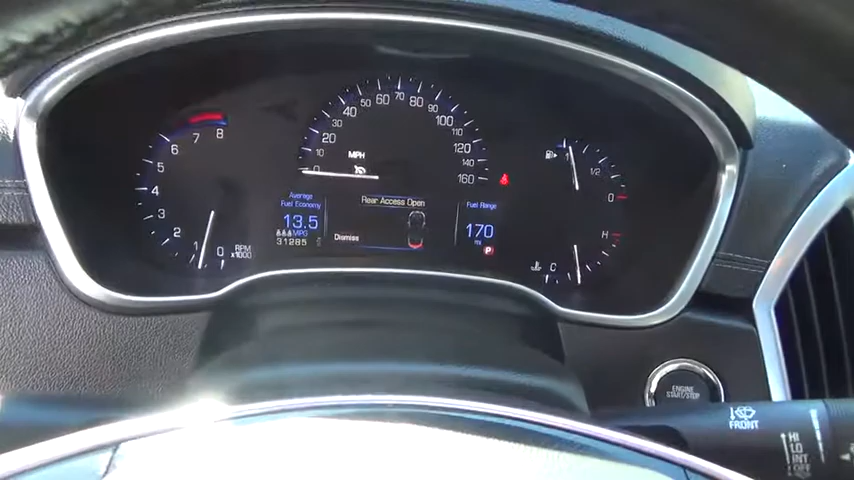 8
7
6
5
4
3
2
1
0
RPM
x1000
0
10
20
30
40
50
60
70
80
100
120
140
160
MPH
Average
Fuel Economy
13.5
MPG
31285
Rear Access Open
Dismiss
Fuel Range
170
mi
P
1
1/2
0
H
C
ENGINE
START/STOP
FRONT
HI
LO
INT
OFF